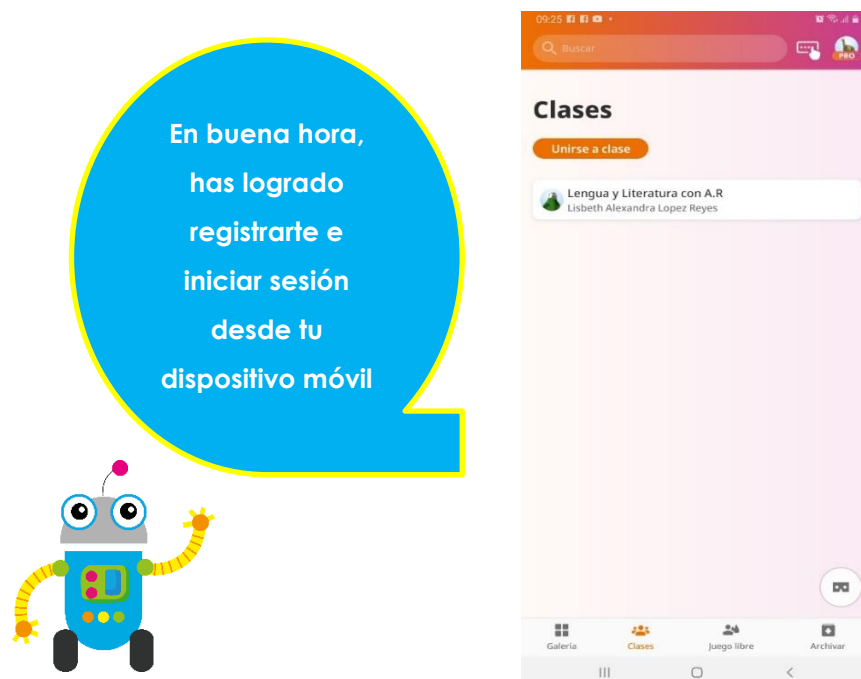 En buena hora,
has logrado
registrarte e
iniciar sesión
desde tu
dispositivo móvil
09:25
Buscar
PRO
Clases
Unirse a clase
Lengua y Literatura con A.R
Lisbeth Alexandra Lopez Reyes
Galería
Clases
Juego libre
Archivar